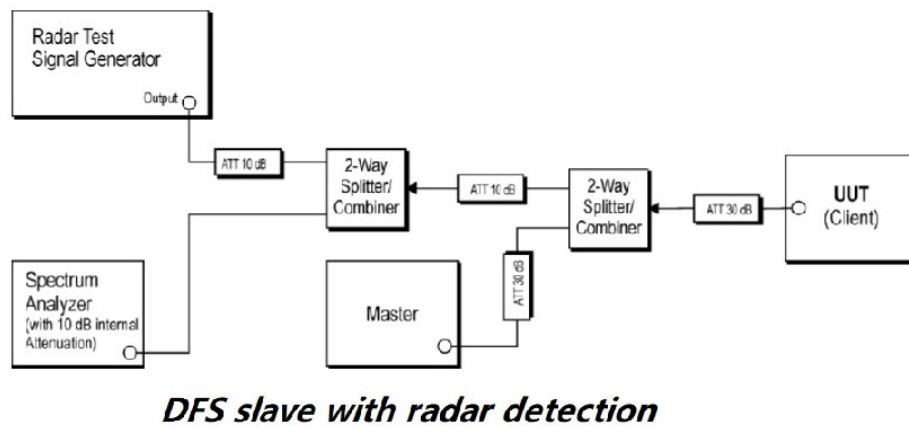 Radar Test
Signal Generator
Output
ATT 10 dB
2-Way
Splitter/
Combiner
ATT 10 dB
2-Way
Splitter/
Combiner
ATT 30 dB
UUT
(Client)
Spectrum
Analyzer
(with 10 dB internal
Attenuation)
Master
ATT 30 dB
DFS slave with radar detection